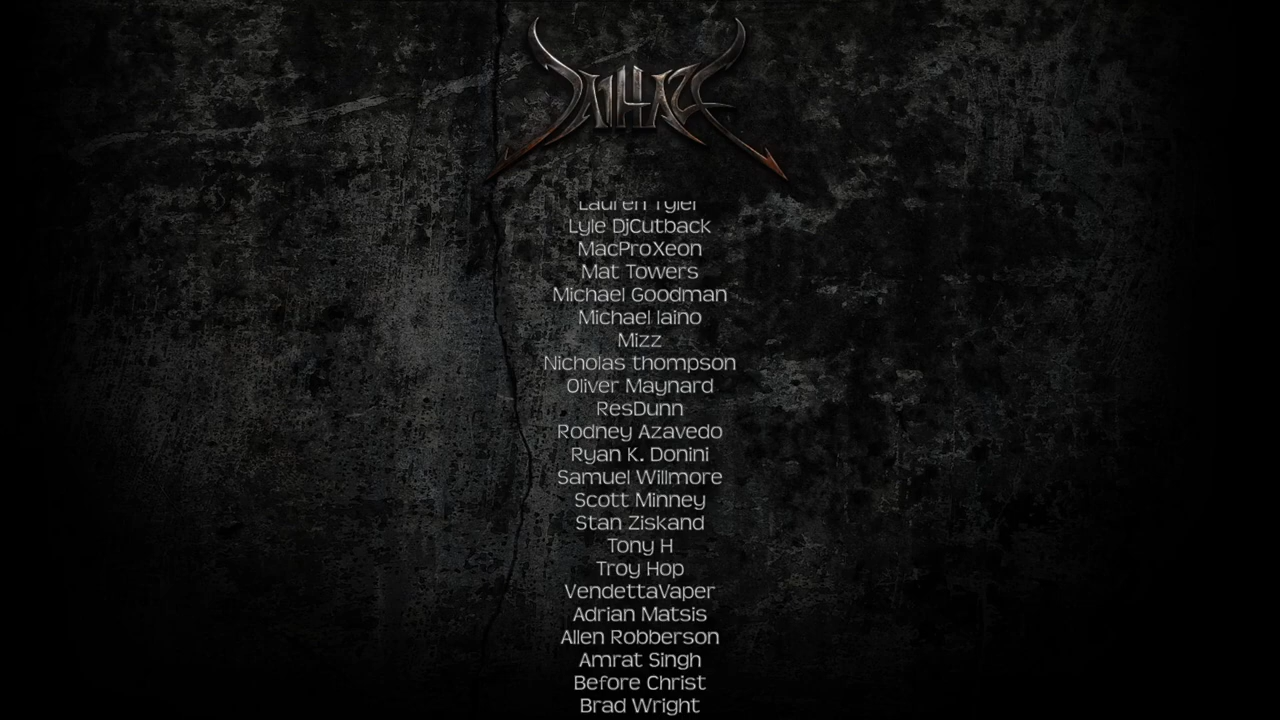 Lauren Tyler
Lyle DjCutback
MacProXeon
Mat Towers
Michael Goodman
Michael Iaino
Mizz
Nicholas thompson
Oliver Maynard
ResDunn
Rodney Azavedo
Ryan K. Donini
Samuel Willmore
Scott Minney
Stan Ziskand
Tony H
Troy Hop
VendettaVaper
Adrian Matsis
Allen Robberson
Amrat Singh
Before Christ
Brad Wright